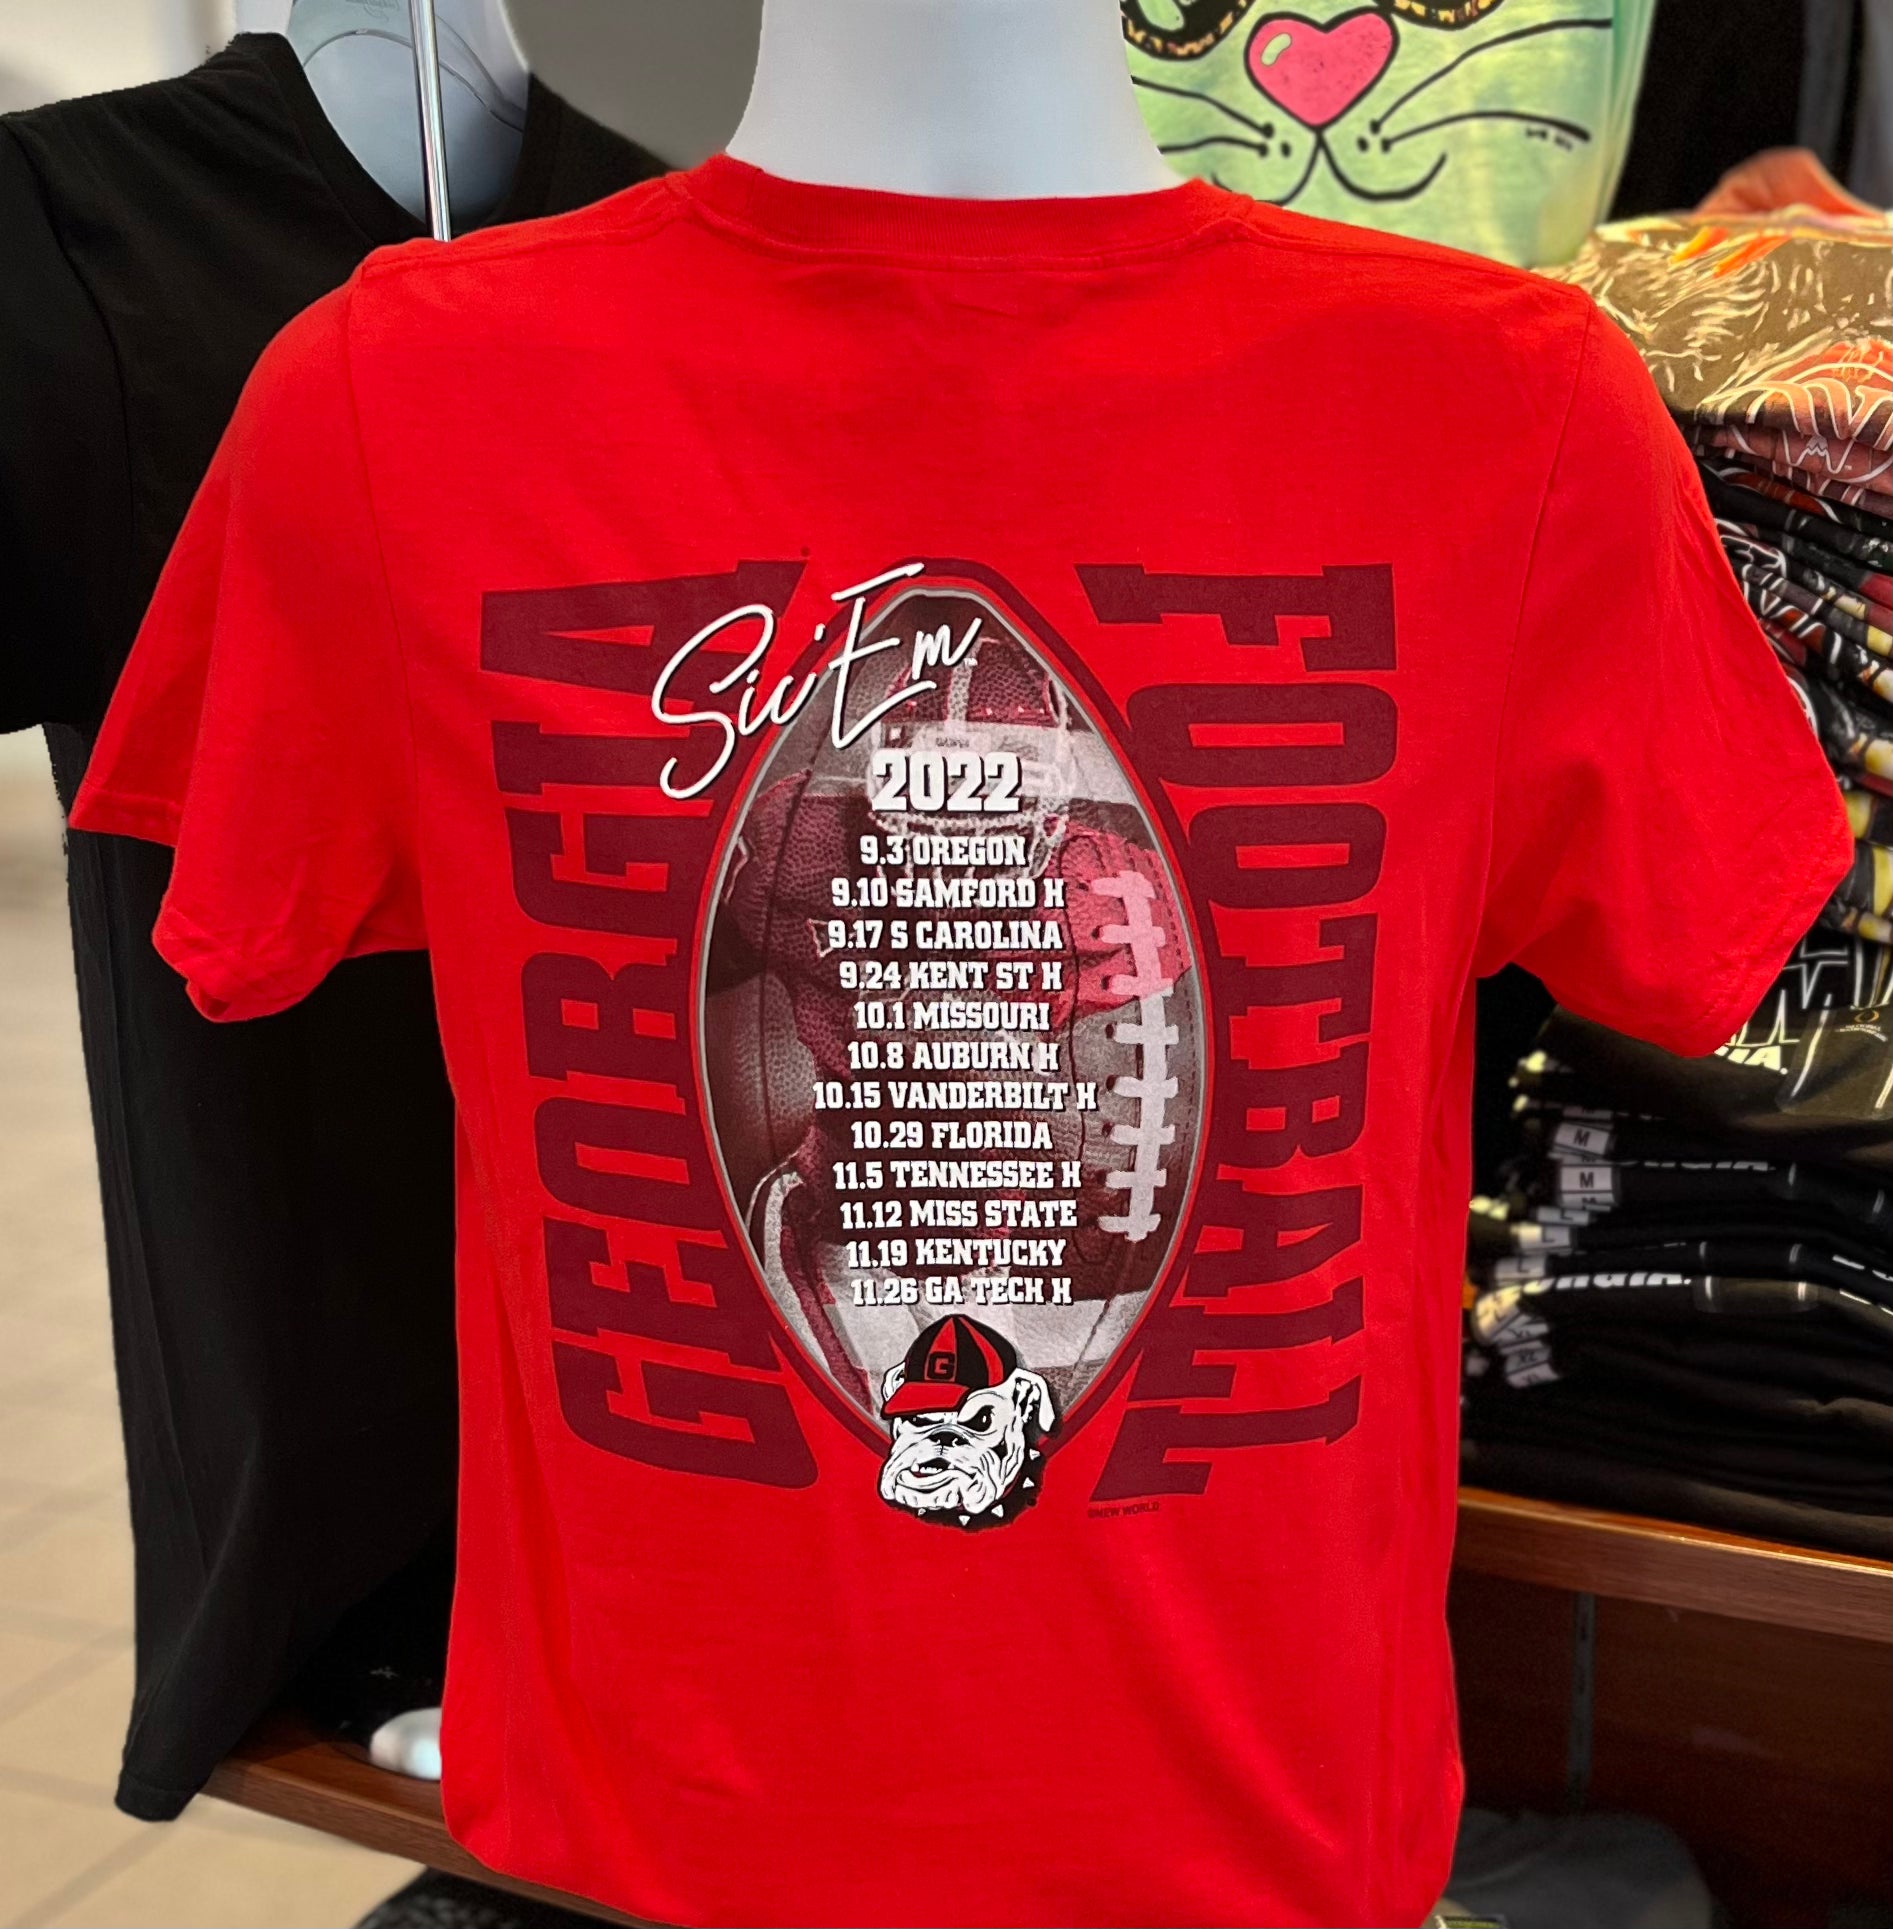 GEORGIA
FOOTBALL
Sic 'Em
2022
9.3 OREGON
9.10 SAMFORD H
9.17 S CAROLINA
9.24 KENT ST H
10.1 MISSOURI
10.8 AUBURN H
10.15 VANDERBILT H
10.29 FLORIDA
11.5 TENNESSEE H
11.12 MISS STATE
11.19 KENTUCKY
11.26 GA TECH H
G
©NEW WORLD
M
M
XL